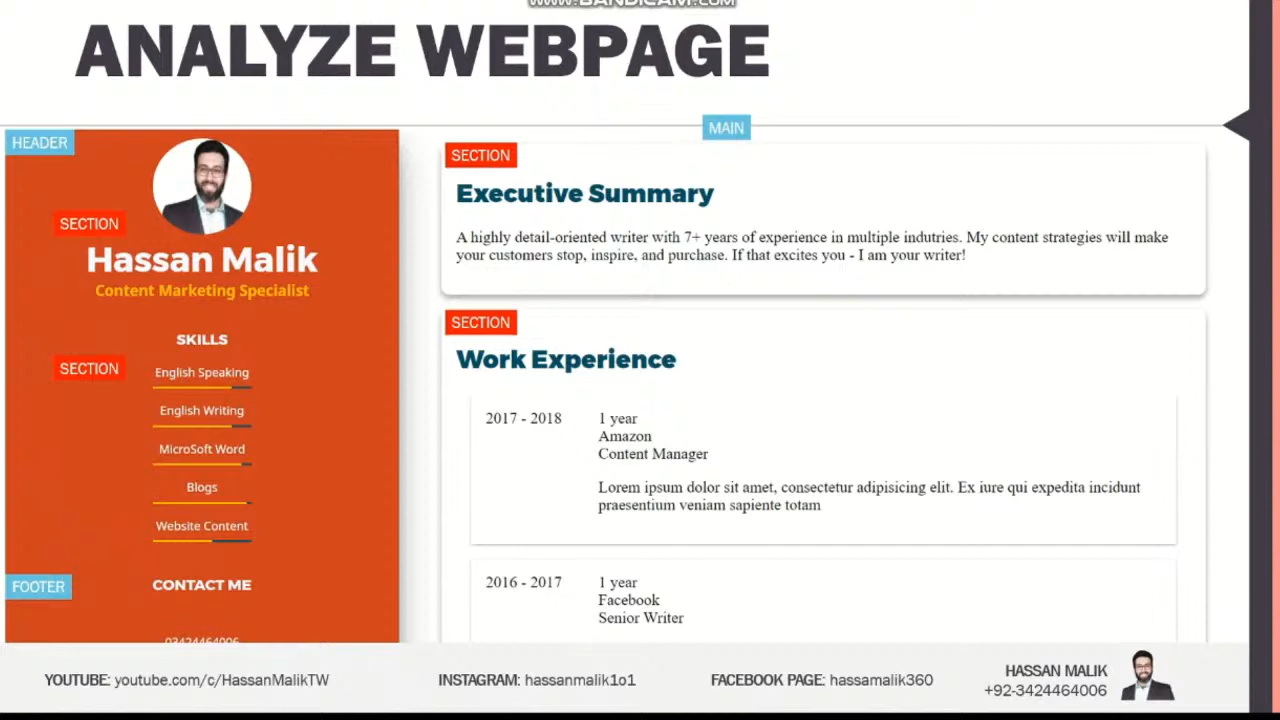 www.BANDICAM.com
ANALYZE WEBPAGE
HEADER
SECTION
Hassan Malik
Content Marketing Specialist
SKILLS
SECTION
English Speaking
English Writing
MicroSoft Word
Blogs
Website Content
FOOTER
CONTACT ME
03424464006
MAIN
SECTION
Executive Summary
A highly detail-oriented writer with 7+ years of experience in multiple indutries. My content strategies will make
your customers stop, inspire, and purchase. If that excites you - I am your writer!
SECTION
Work Experience
2017 - 2018
1 year
Amazon
Content Manager
Lorem ipsum dolor sit amet, consectetur adipisicing elit. Ex iure qui expedita incidunt
praesentium veniam sapiente totam
2016 - 2017
1 year
Facebook
Senior Writer
YOUTUBE: youtube.com/c/HassanMalikTW
INSTAGRAM: hassanmalik1o1
FACEBOOK PAGE: hassamalik360
HASSAN MALIK
+92-3424464006